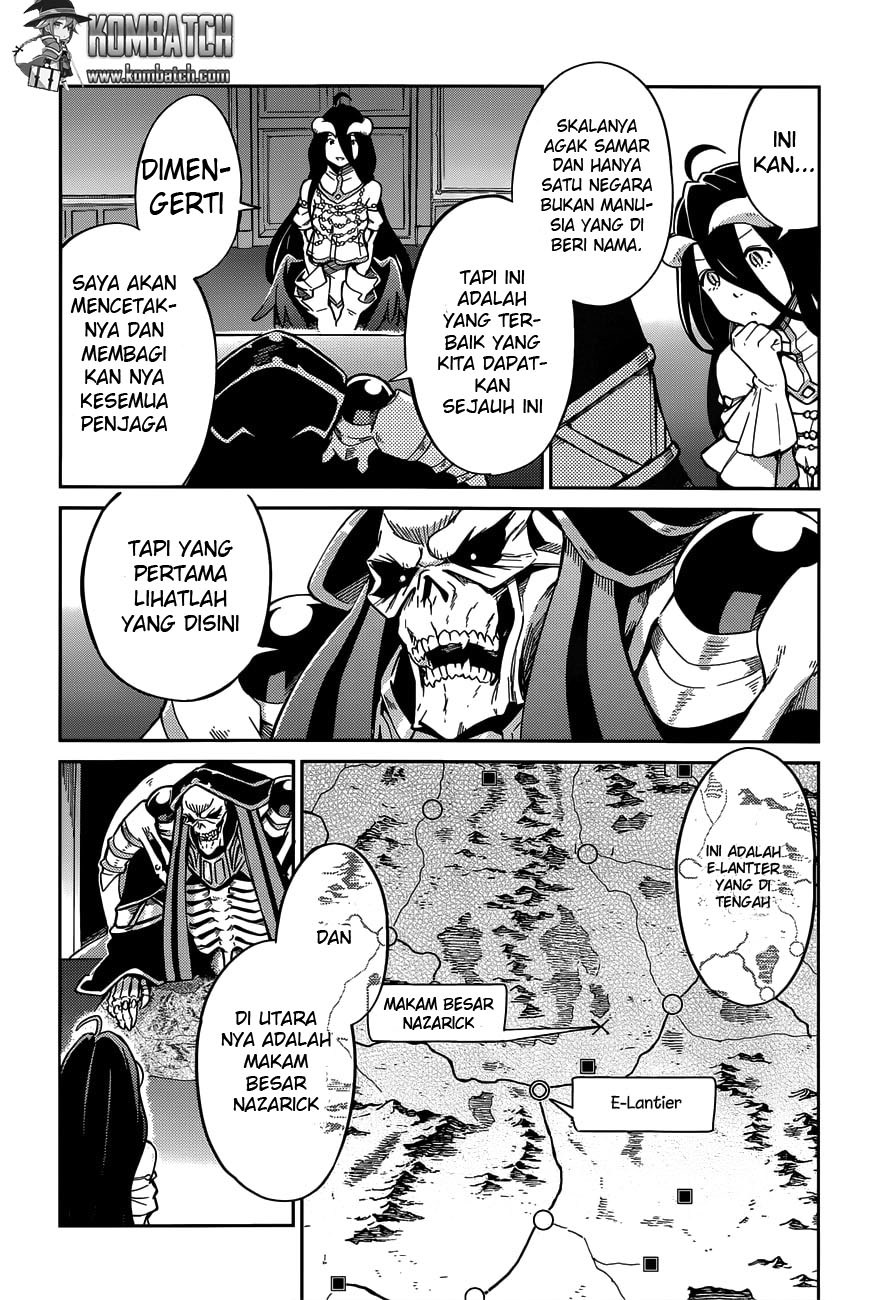 KOMBATCH
www.kombatch.com
INI
KAN...
SKALANYA
AGAK SAMAR
DAN HANYA
SATU NEGARA
BUKAN MANU-
SIA YANG DI
BERI NAMA.
TAPI INI
ADALAH
YANG TER-
BAIK YANG
KITA DAPAT-
KAN
SEJAUH INI
DIMEN-
GERTI
SAYA AKAN
MENCETAK-
NYA DAN
MEMBAGI
KAN NYA
KESEMUA
PENJAGA
TAPI YANG
PERTAMA
LIHATLAH
YANG DISINI
INI ADALAH
E-LANTIER
YANG DI
TENGAH
MAKAM BESAR
NAZARICK
E-Lantier
DAN
DI UTARA
NYA ADALAH
MAKAM
BESAR
NAZARICK